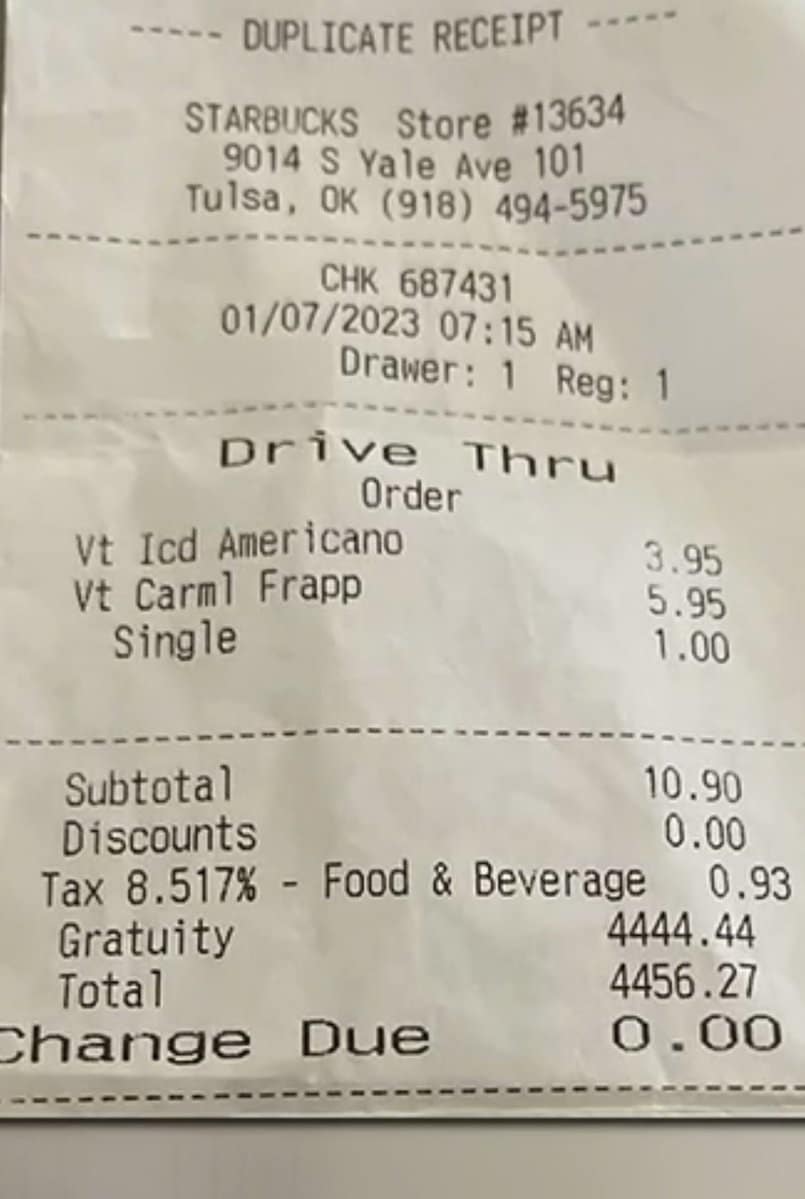 ----- DUPLICATE RECEIPT -----
STARBUCKS Store #13634
9014 S Yale Ave 101
Tulsa, OK (918) 494-5975
CHK 687431
01/07/2023 07:15 AM
Drawer: 1 Reg: 1
Drive Thru
Order
Vt Icd Americano 3.95
Vt Carml Frapp 5.95
Single 1.00
Subtotal 10.90
Discounts 0.00
Tax 8.517% - Food & Beverage 0.93
Gratuity 4444.44
Total 4456.27
Change Due 0.00